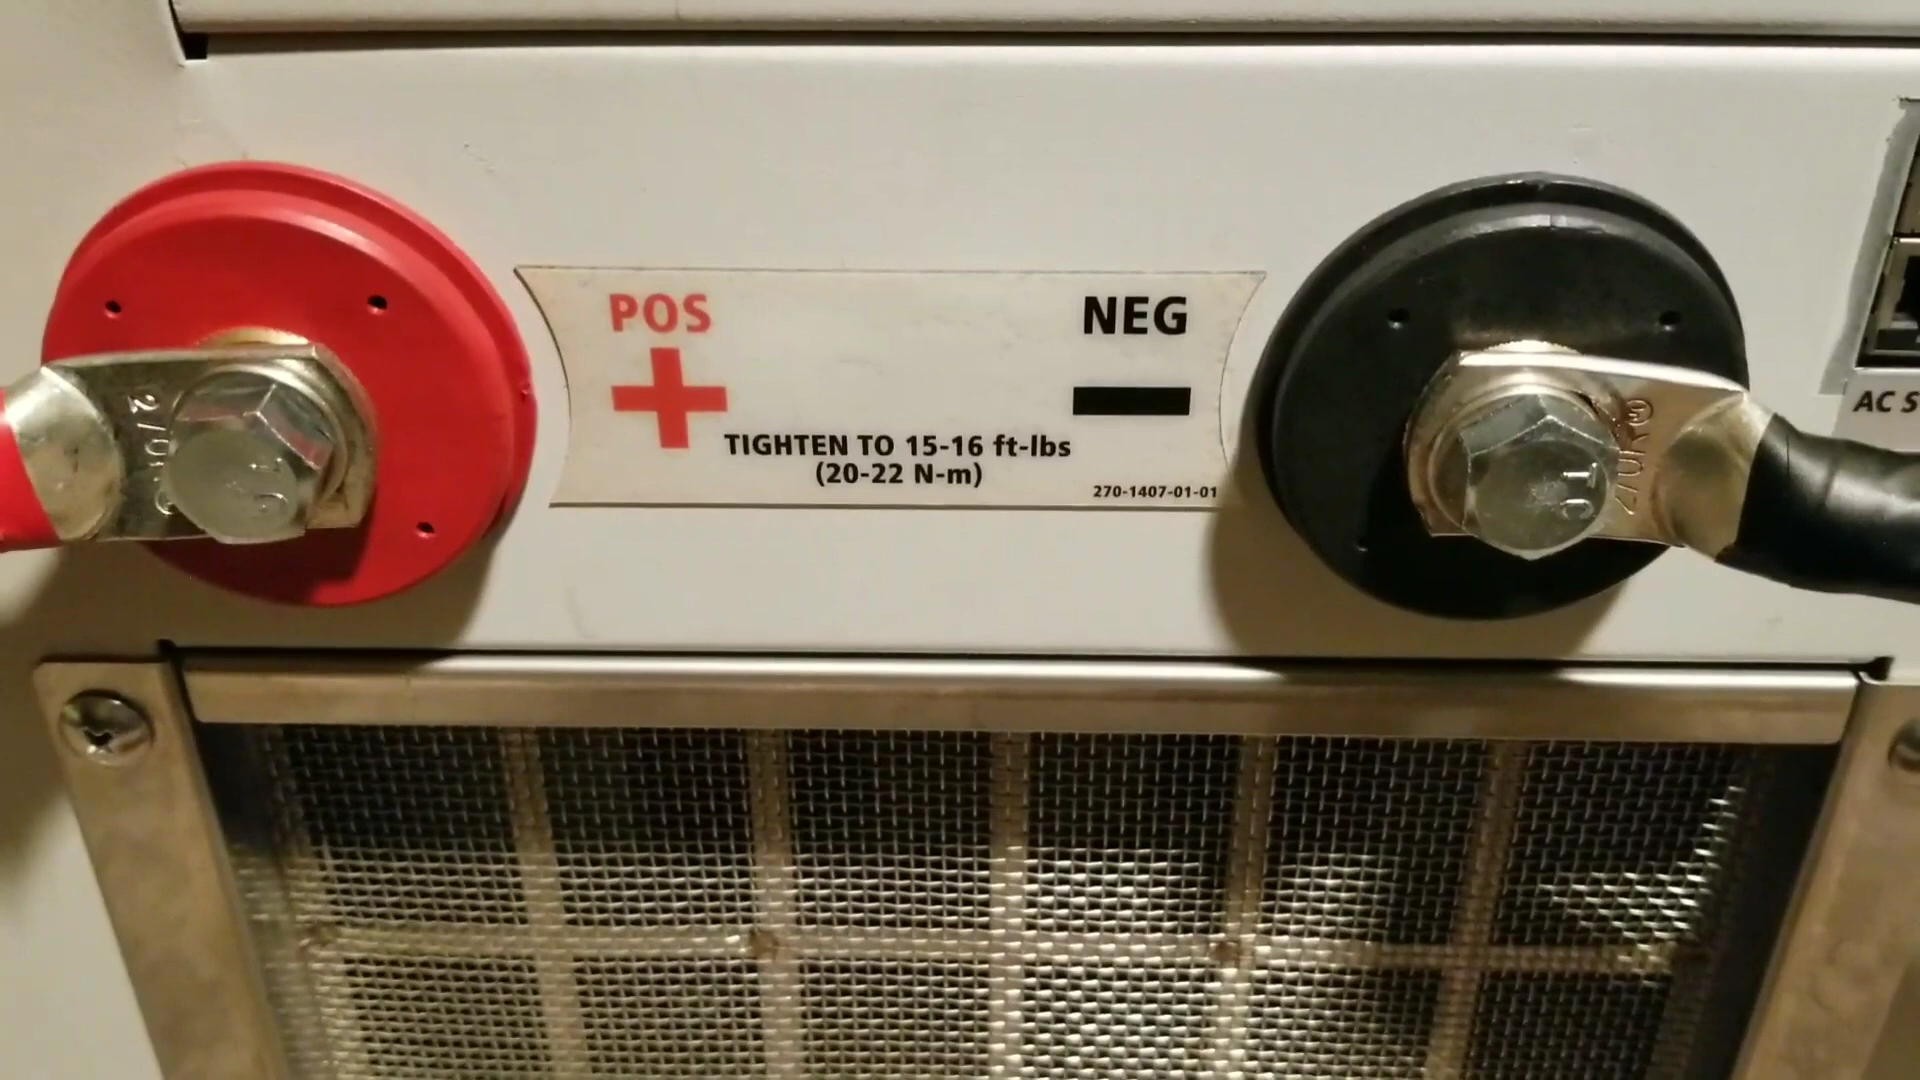 POS
NEG
TIGHTEN TO 15-16 ft-lbs
(20-22 N-m)
270-1407-01-01
AC S